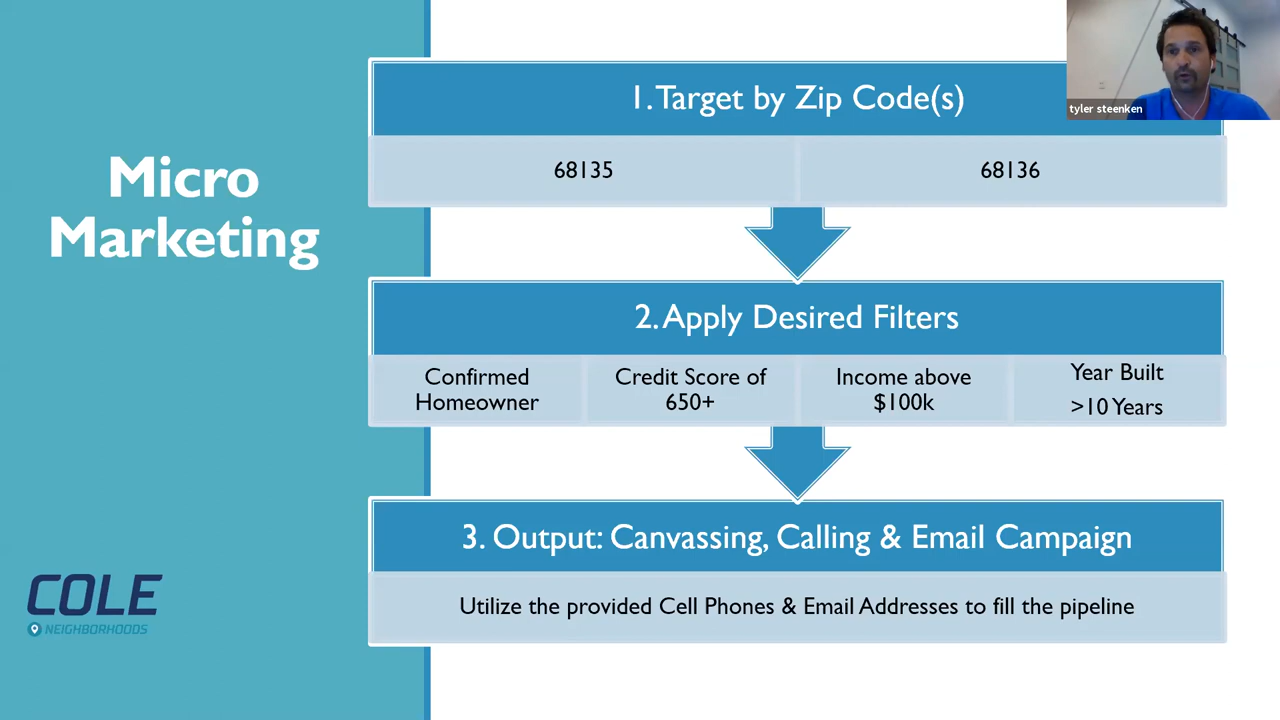 Micro
Marketing
1. Target by Zip Code(s)
68135
68136
2. Apply Desired Filters
Confirmed
Homeowner
Credit Score of
650+
Income above
$100k
Year Built
>10 Years
3. Output: Canvassing, Calling & Email Campaign
Utilize the provided Cell Phones & Email Addresses to fill the pipeline
COLE
NEIGHBORHOODS
tyler steenken